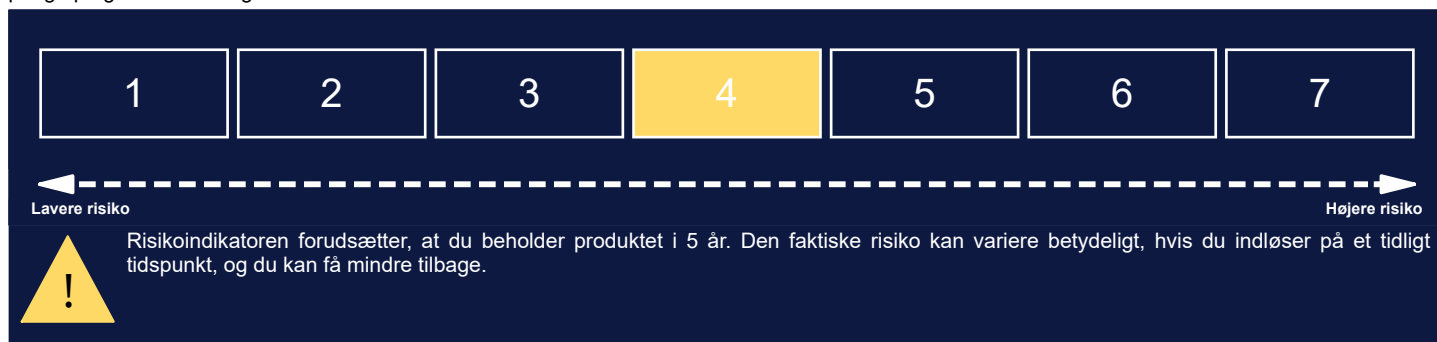 1 2 3 4 5 6 7
Lavere risiko Højere risiko
Risikoindikatoren forudsætter, at du beholder produktet i 5 år. Den faktiske risiko kan variere betydeligt, hvis du indløser på et tidligt
tidspunkt, og du kan få mindre tilbage.
!